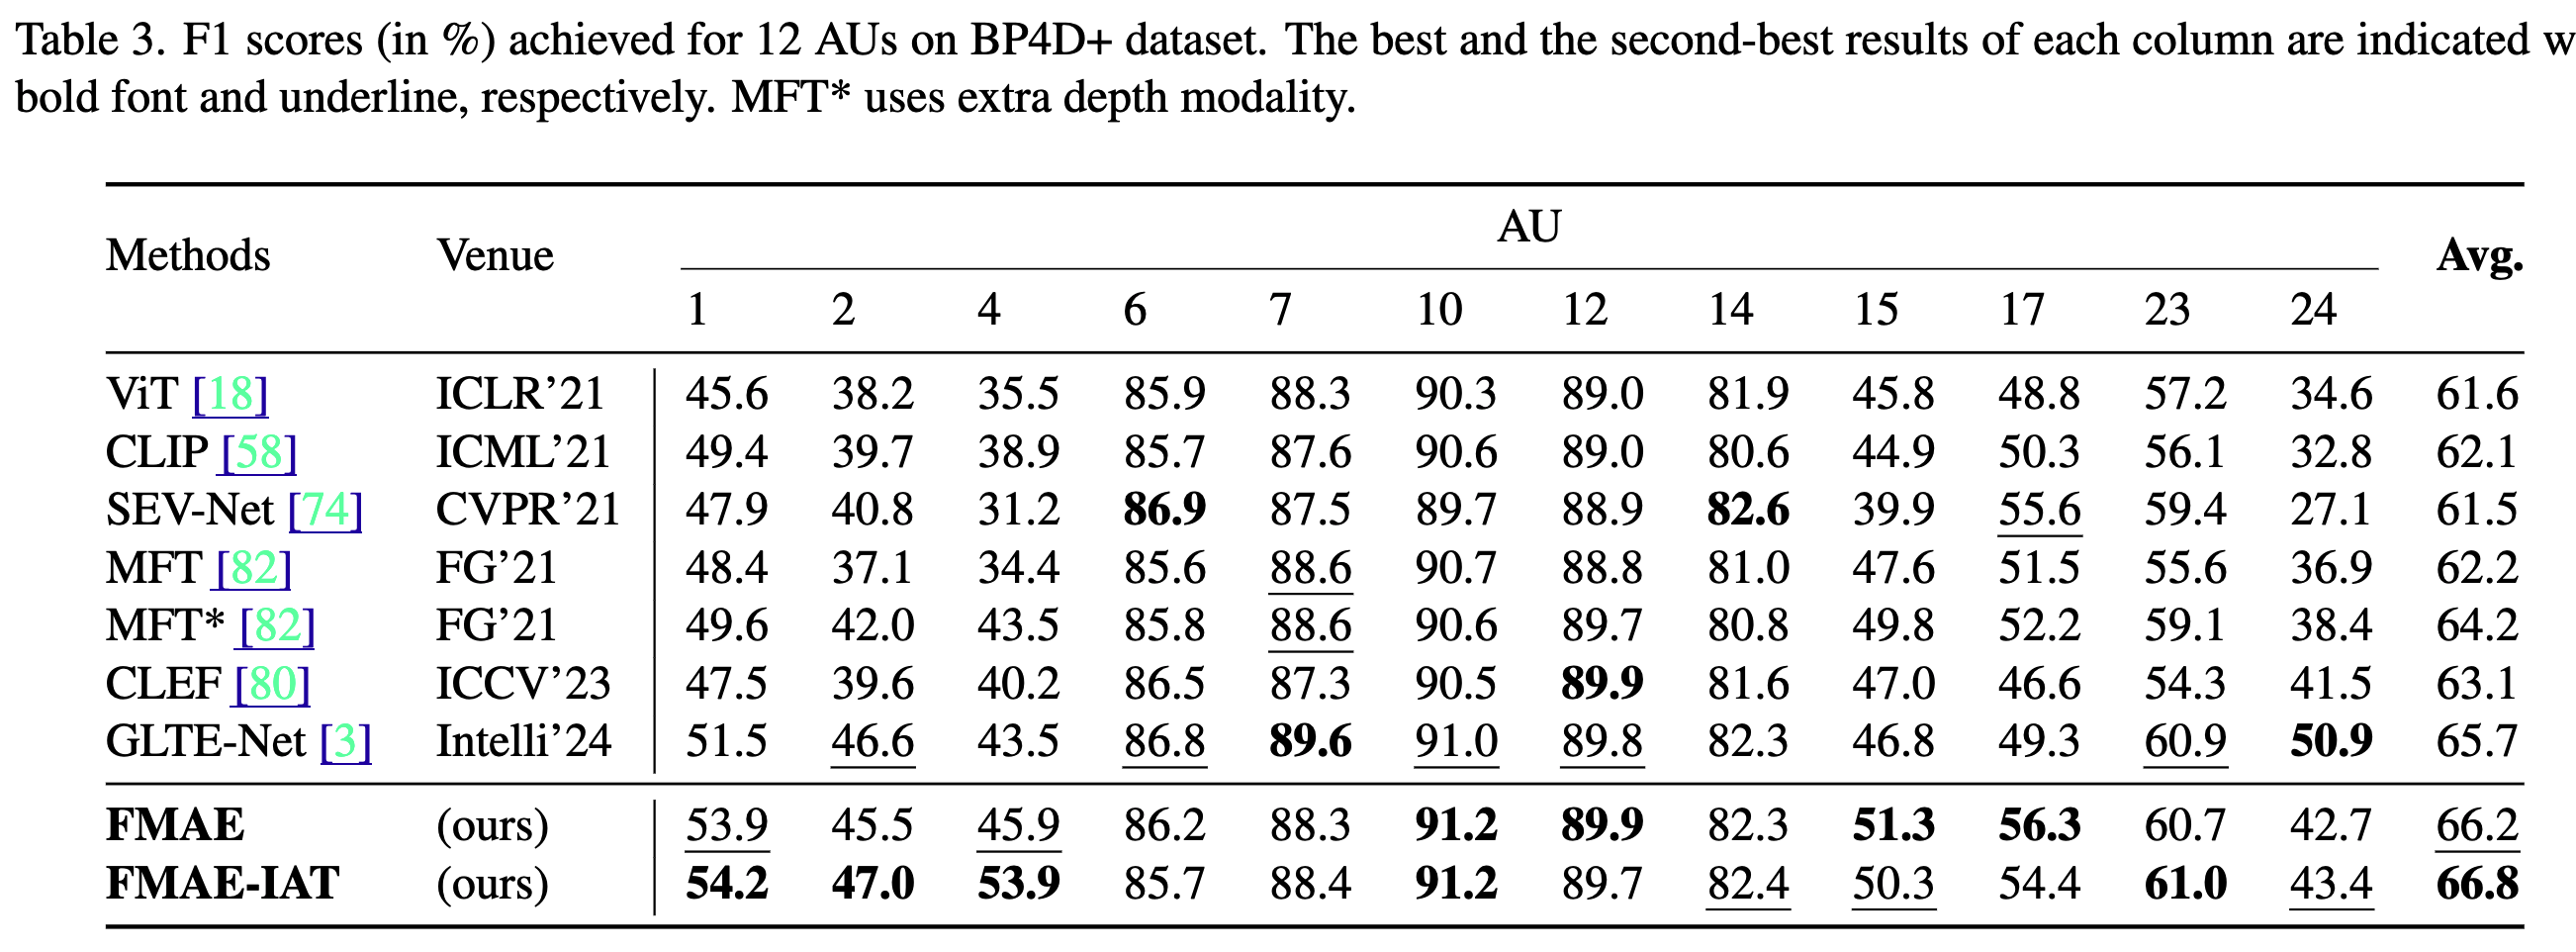 Table 3. F1 scores (in %) achieved for 12 AUs on BP4D+ dataset. The best and the second-best results of each column are indicated w
bold font and underline, respectively. MFT* uses extra depth modality.
Methods Venue AU Avg.
1 2 4 6 7 10 12 14 15 17 23 24
ViT [18] ICLR’21 45.6 38.2 35.5 85.9 88.3 90.3 89.0 81.9 45.8 48.8 57.2 34.6 61.6
CLIP [58] ICML’21 49.4 39.7 38.9 85.7 87.6 90.6 89.0 80.6 44.9 50.3 56.1 32.8 62.1
SEV-Net [74] CVPR’21 47.9 40.8 31.2 86.9 87.5 89.7 88.9 82.6 39.9 55.6 59.4 27.1 61.5
MFT [82] FG’21 48.4 37.1 34.4 85.6 88.6 90.7 88.8 81.0 47.6 51.5 55.6 36.9 62.2
MFT* [82] FG’21 49.6 42.0 43.5 85.8 88.6 90.6 89.7 80.8 49.8 52.2 59.1 38.4 64.2
CLEF [80] ICCV’23 47.5 39.6 40.2 86.5 87.3 90.5 89.9 81.6 47.0 46.6 54.3 41.5 63.1
GLTE-Net [3] Intelli’24 51.5 46.6 43.5 86.8 89.6 91.0 89.8 82.3 46.8 49.3 60.9 50.9 65.7
FMAE (ours) 53.9 45.5 45.9 86.2 88.3 91.2 89.9 82.3 51.3 56.3 60.7 42.7 66.2
FMAE-IAT (ours) 54.2 47.0 53.9 85.7 88.4 91.2 89.7 82.4 50.3 54.4 61.0 43.4 66.8